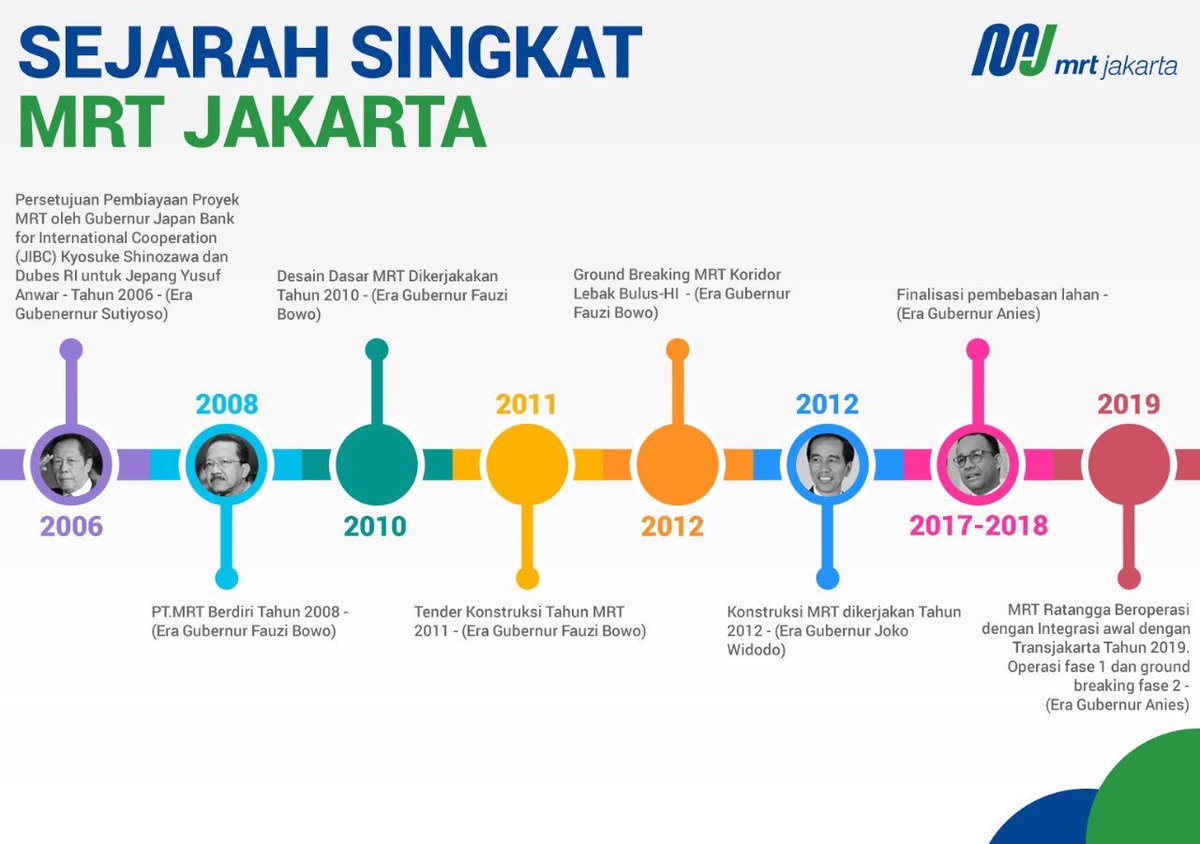 SEJARAH SINGKAT
MRT JAKARTA
mrt jakarta
Persetujuan Pembiayaan Proyek
MRT oleh Gubernur Japan Bank
for International Cooperation
(JIBC) Kyosuke Shinozawa dan
Dubes RI untuk Jepang Yusuf
Anwar - Tahun 2006 - (Era
Gubenernur Sutiyoso)
2006
2008
PT.MRT Berdiri Tahun 2008 -
(Era Gubernur Fauzi Bowo)
Desain Dasar MRT Dikerjakakan
Tahun 2010 - (Era Gubernur Fauzi
Bowo)
2010
2011
Tender Konstruksi Tahun MRT
2011 - (Era Gubernur Fauzi Bowo)
Ground Breaking MRT Koridor
Lebak Bulus-HI - (Era Gubernur
Fauzi Bowo)
2012
2012
Konstruksi MRT dikerjakan Tahun
2012 - (Era Gubernur Joko
Widodo)
Finalisasi pembebasan lahan -
(Era Gubernur Anies)
2017-2018
2019
MRT Ratangga Beroperasi
dengan Integrasi awal dengan
Transjakarta Tahun 2019.
Operasi fase 1 dan ground
breaking fase 2 -
(Era Gubernur Anies)